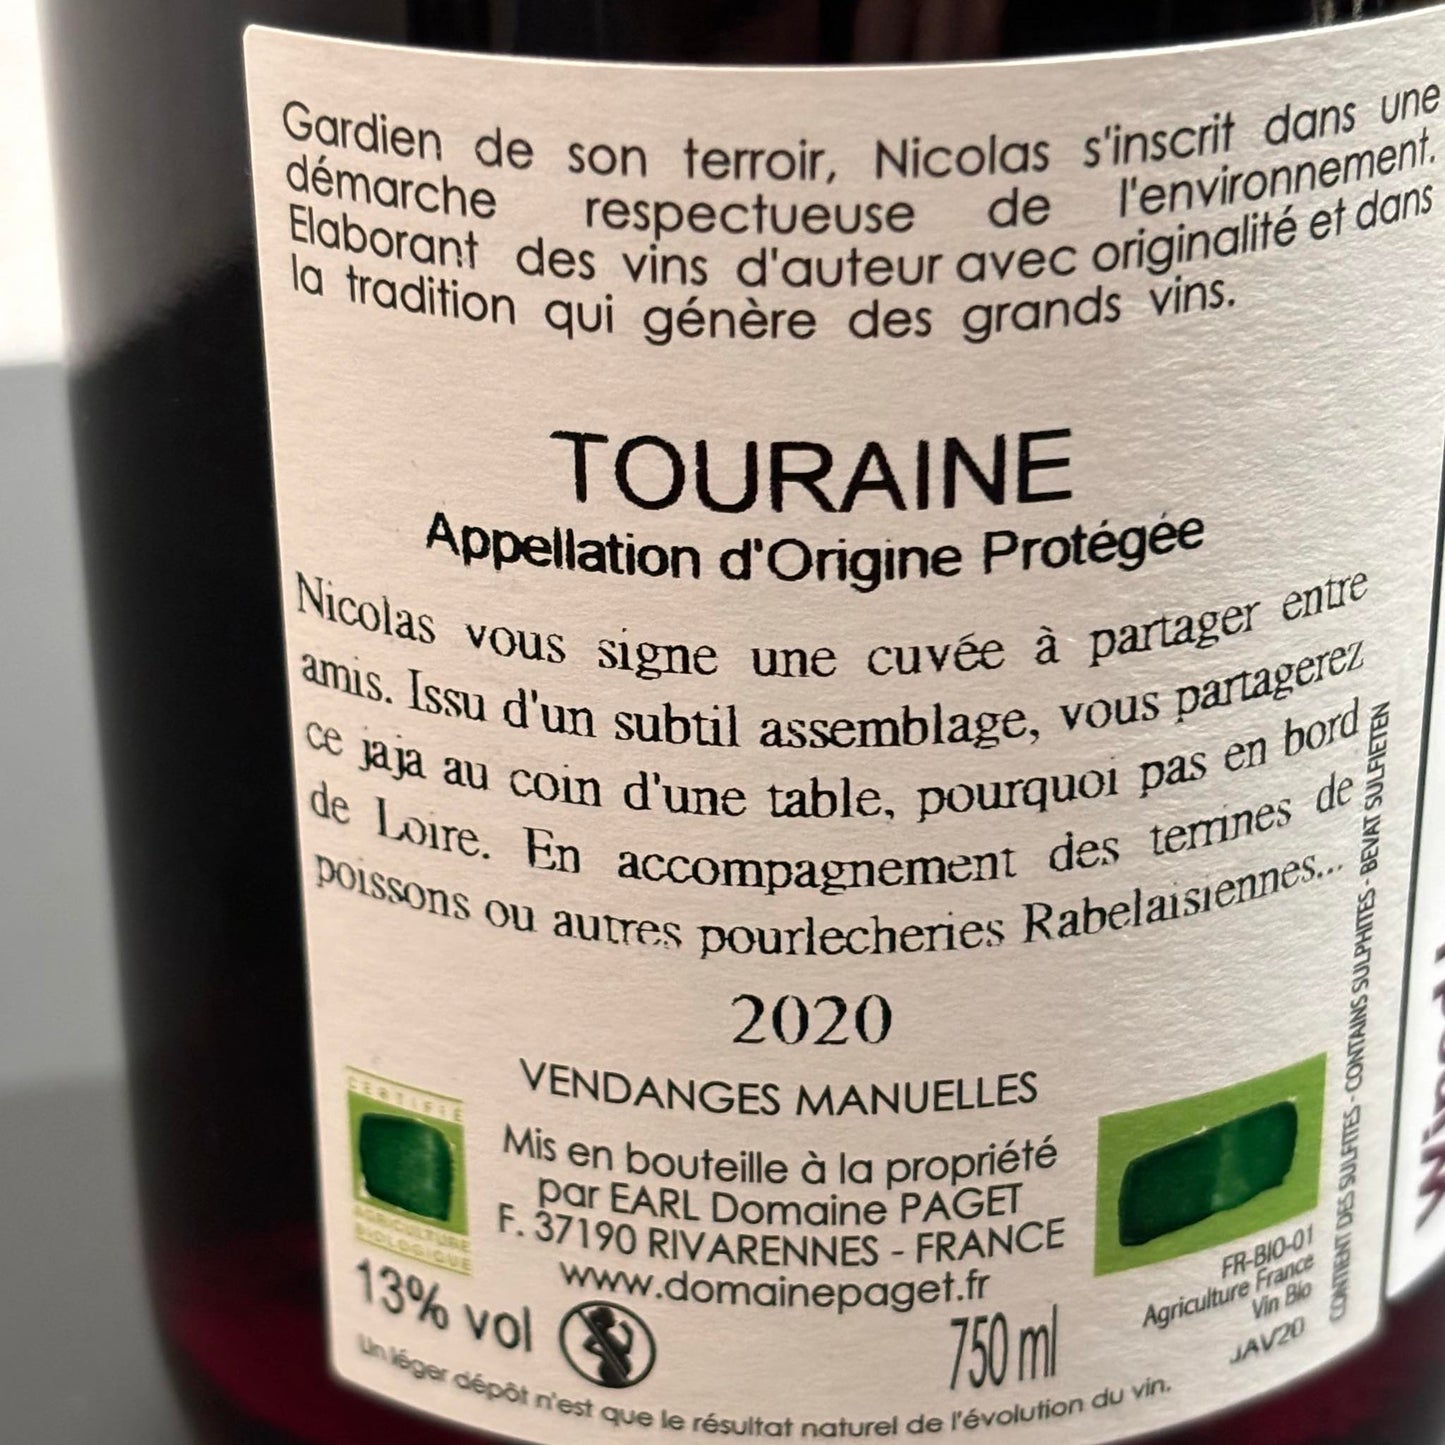 Gardien de son terroir, Nicolas s'inscrit dans une
démarche respectueuse de l'environnement.
Elaborant des vins d'auteur avec originalité et dans
la tradition qui génère des grands vins.
TOURAINE
Appellation d'Origine Protégée
Nicolas vous signe une cuvée à partager entre
amis. Issu d'un subtil assemblage, vous partagerez
ce jaja au coin d'une table, pourquoi pas en bord
de Loire. En accompagnement des terrines de
poissons ou autres pourlecheries Rabelaisiennes...
2020
VENDANGES MANUELLES
Mis en bouteille à la propriété
par EARL Domaine PAGET
F. 37190 RIVARENNES - FRANCE
www.domainepaget.fr
CERTIFIÉ
AGRICULTURE
BIOLOGIQUE
13% vol
750 ml
FR-BIO-01
Agriculture France
Vin Bio
JAV20
Un léger dépôt n'est que le résultat naturel de l'évolution du vin.
CONTIENT DES SULFITES - CONTAINS SULPHITES - BEVAT SULFIETEN